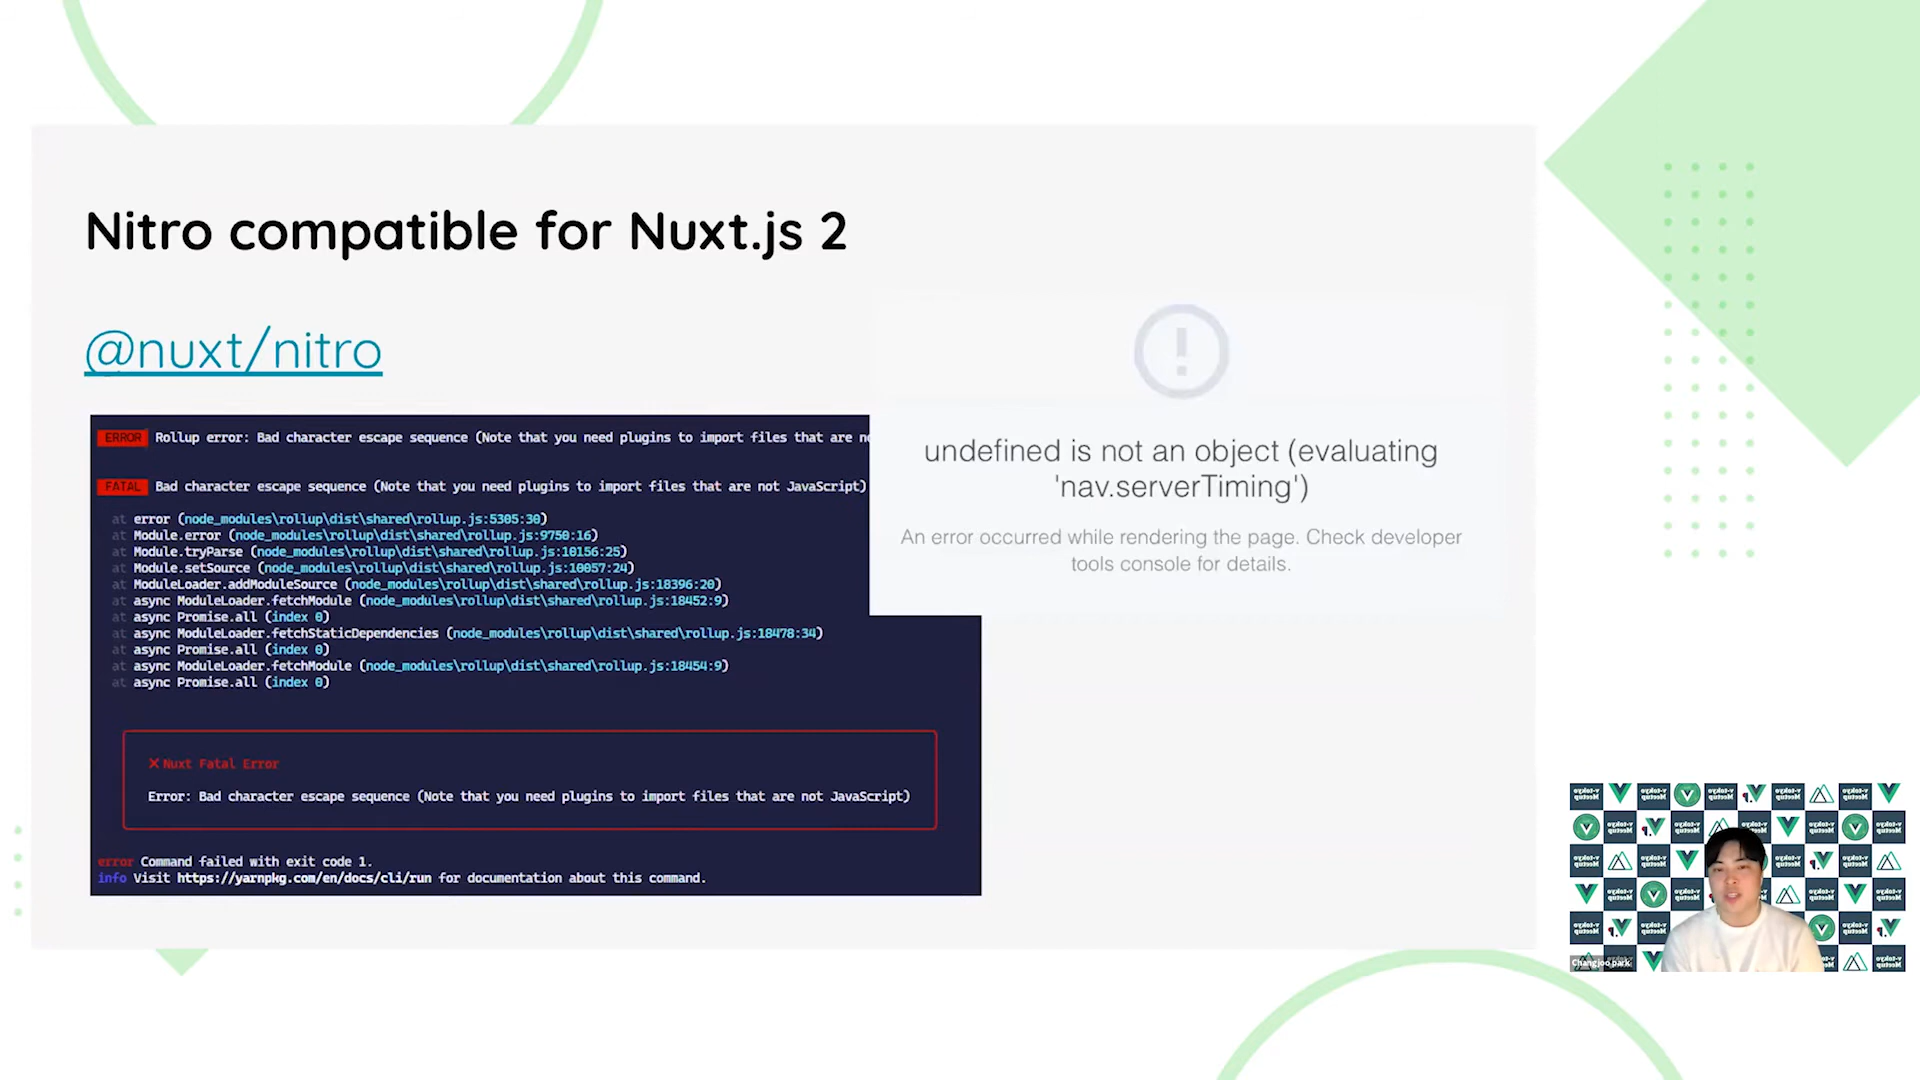 Nitro compatible for Nuxt.js 2
@nuxt/nitro
ERROR Rollup error: Bad character escape sequence (Note that you need plugins to import files that are
FATAL Bad character escape sequence (Note that you need plugins to import files that are not JavaScript)
at error (node_modules\rollup\dist\shared\rollup.js:5305:30)
at Module.error (node_modules\rollup\dist\shared\rollup.js:9750:16)
at Module.tryParse (node_modules\rollup\dist\shared\rollup.js:10156:25)
at Module.setSource (node_modules\rollup\dist\shared\rollup.js:10057:24)
at ModuleLoader.addModuleSource (node_modules\rollup\dist\shared\rollup.js:18396:20)
at async ModuleLoader.fetchModule (node_modules\rollup\dist\shared\rollup.js:18452:9)
at async Promise.all (index 0)
at async ModuleLoader.fetchStaticDependencies (node_modules\rollup\dist\shared\rollup.js:18478:34)
at async Promise.all (index 0)
at async ModuleLoader.fetchModule (node_modules\rollup\dist\shared\rollup.js:18454:9)
at async Promise.all (index 0)
✕ Nuxt Fatal Error
Error: Bad character escape sequence (Note that you need plugins to import files that are not JavaScript)
error Command failed with exit code 1.
info Visit https://yarnpkg.com/en/docs/cli/run for documentation about this command.
undefined is not an object (evaluating
'nav.serverTiming')
An error occurred while rendering the page. Check developer
tools console for details.
v-tokyo
Meetup
Changjoo park